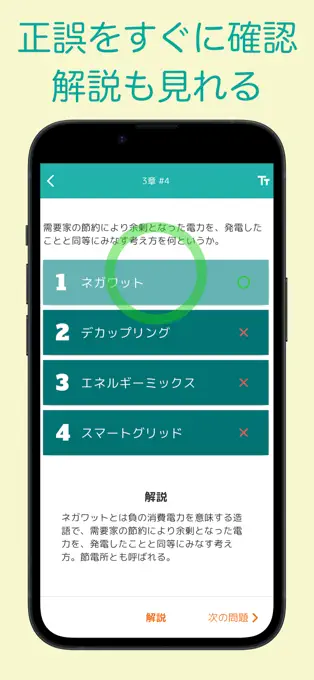 正誤をすぐに確認
解説も見れる
3章 #4
TT
需要家の節約により余剰となった電力を、発電した
ことと同等にみなす考え方を何というか。
1 ネガワット
2 デカップリング
3 エネルギーミックス
4 スマートグリッド
解説
ネガワットとは負の消費電力を意味する造
語で、需要家の節約により余剰となった電
力を、発電したことと同等にみなす考え
方。節電所とも呼ばれる。
解説 次の問題